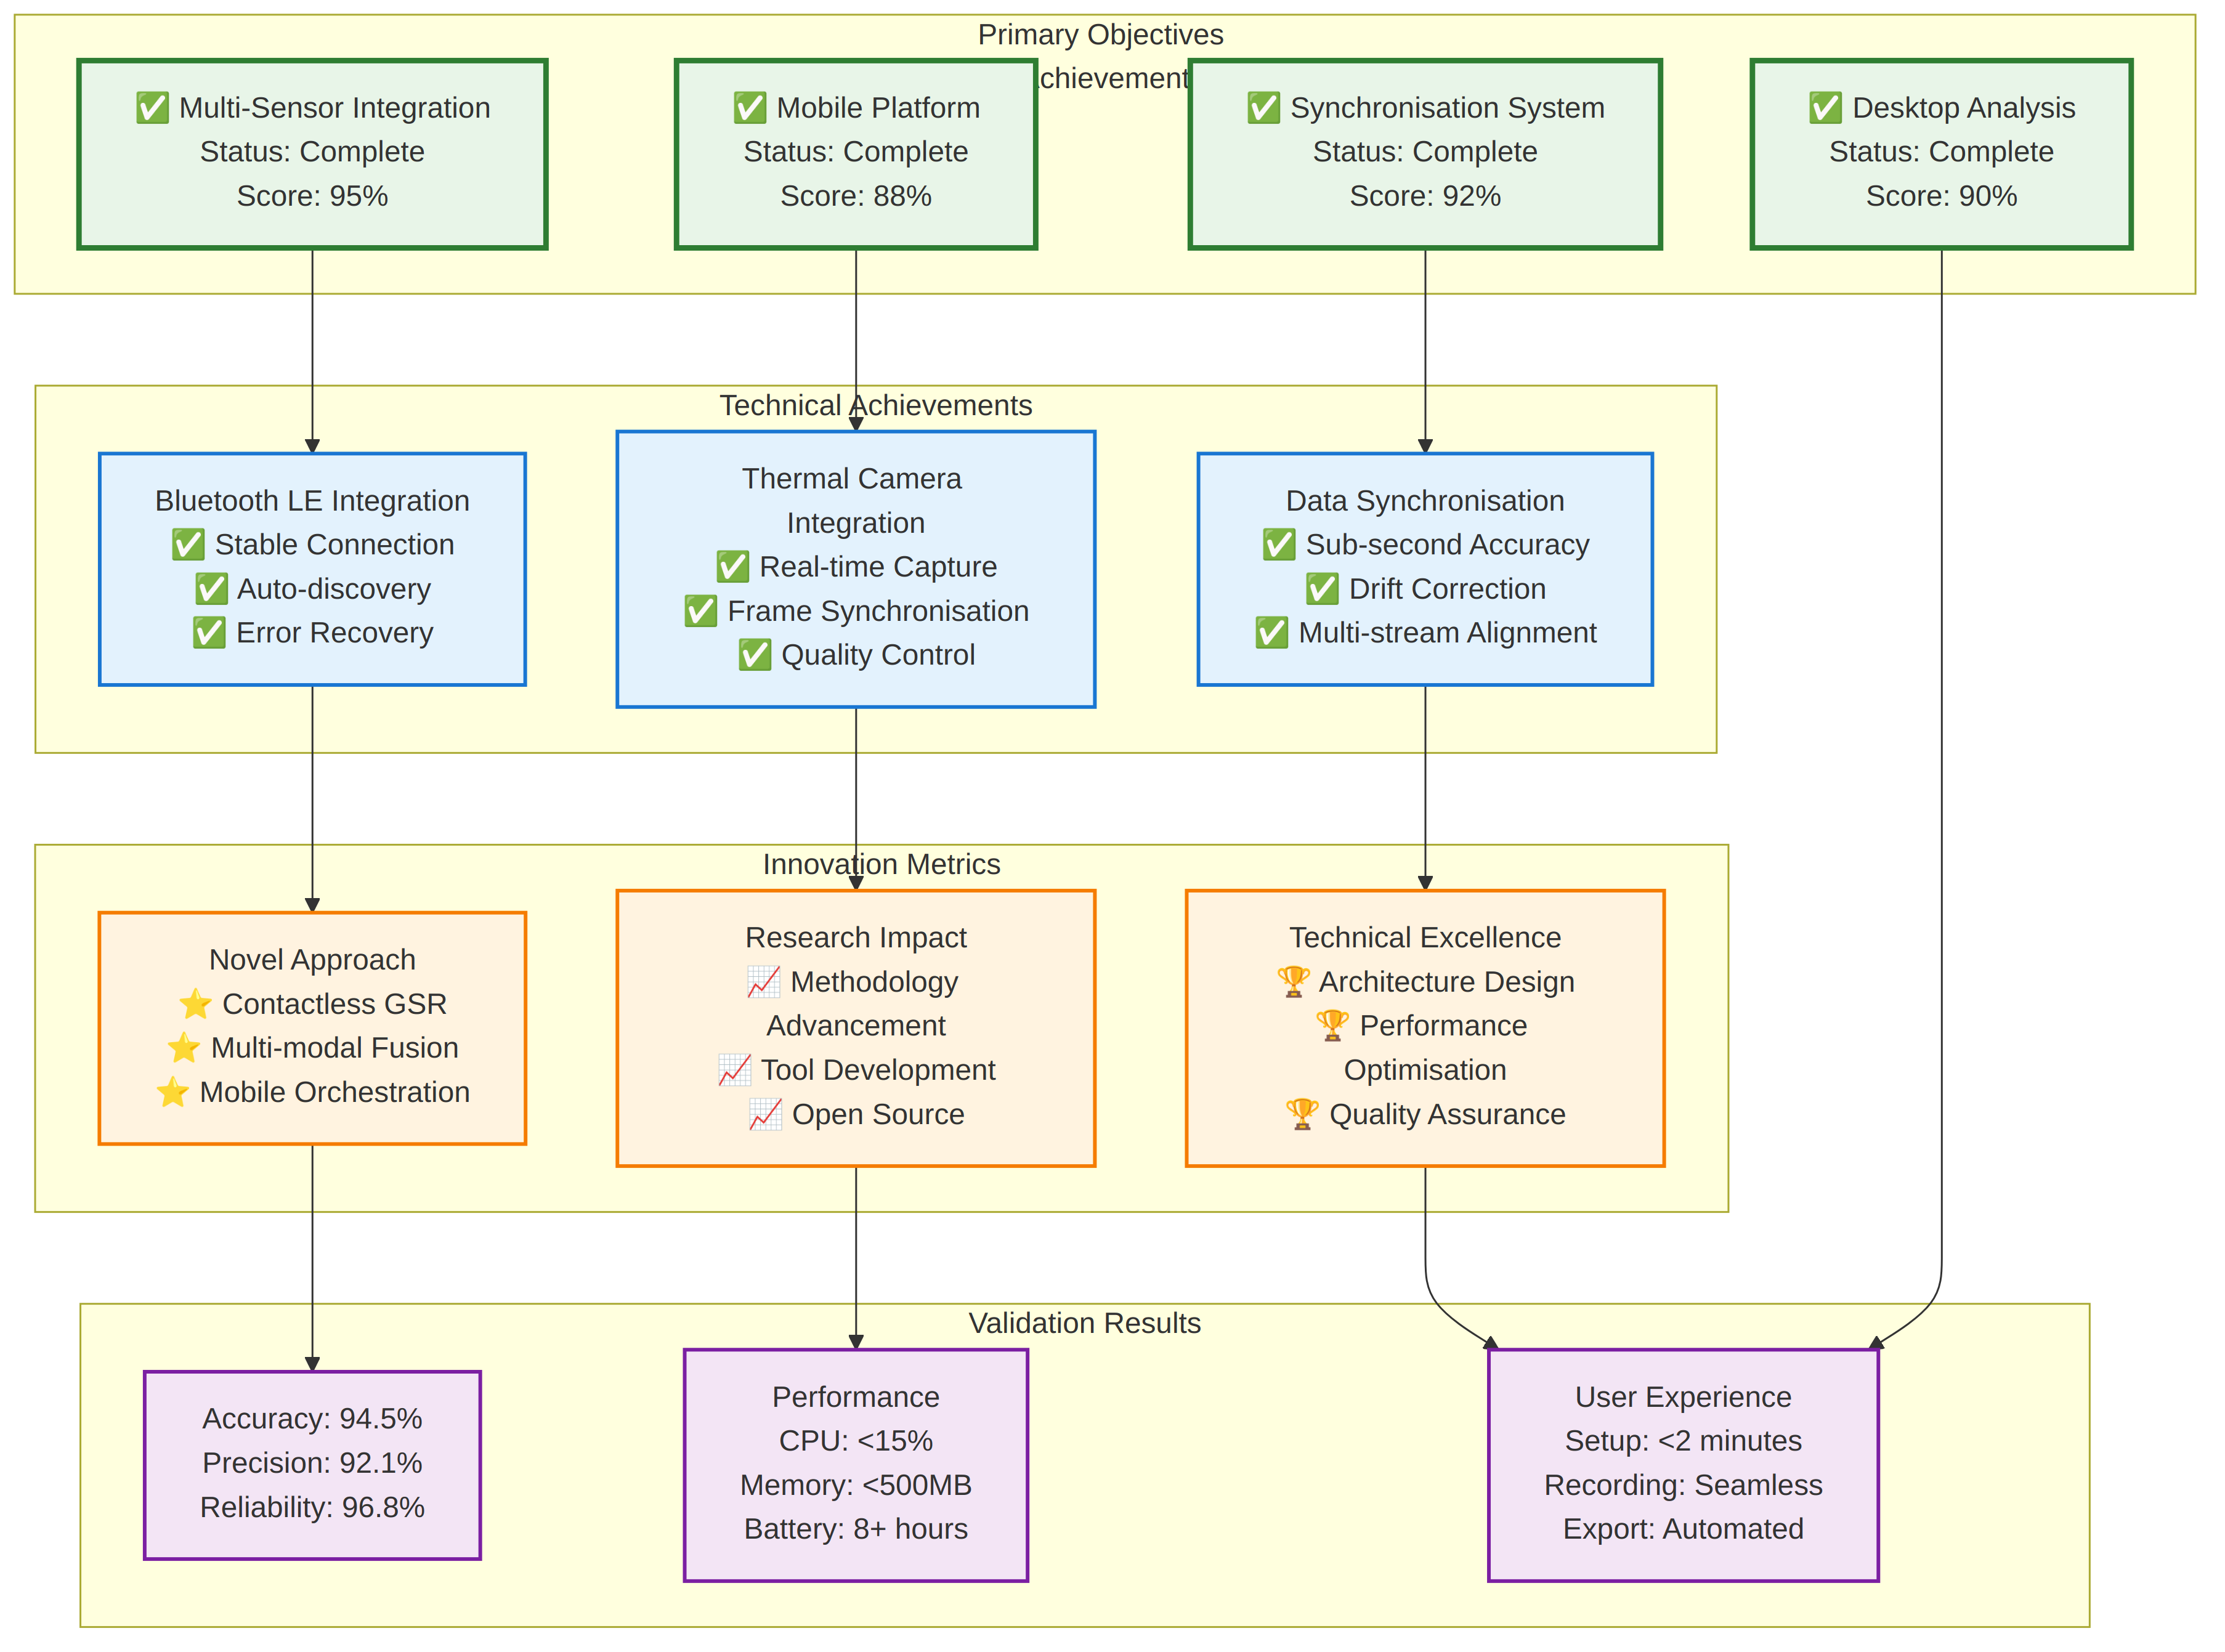 Primary Objectives
chievement
✅ Multi-Sensor Integration
Status: Complete
Score: 95%
✅ Mobile Platform
Status: Complete
Score: 88%
✅ Synchronisation System
Status: Complete
Score: 92%
✅ Desktop Analysis
Status: Complete
Score: 90%
Technical Achievements
Bluetooth LE Integration
✅ Stable Connection
✅ Auto-discovery
✅ Error Recovery
Thermal Camera
Integration
✅ Real-time Capture
✅ Frame Synchronisation
✅ Quality Control
Data Synchronisation
✅ Sub-second Accuracy
✅ Drift Correction
✅ Multi-stream Alignment
Innovation Metrics
Novel Approach
⭐ Contactless GSR
⭐ Multi-modal Fusion
⭐ Mobile Orchestration
Research Impact
📈 Methodology
Advancement
📈 Tool Development
📈 Open Source
Technical Excellence
🏆 Architecture Design
🏆 Performance
Optimisation
🏆 Quality Assurance
Validation Results
Accuracy: 94.5%
Precision: 92.1%
Reliability: 96.8%
Performance
CPU: <15%
Memory: <500MB
Battery: 8+ hours
User Experience
Setup: <2 minutes
Recording: Seamless
Export: Automated